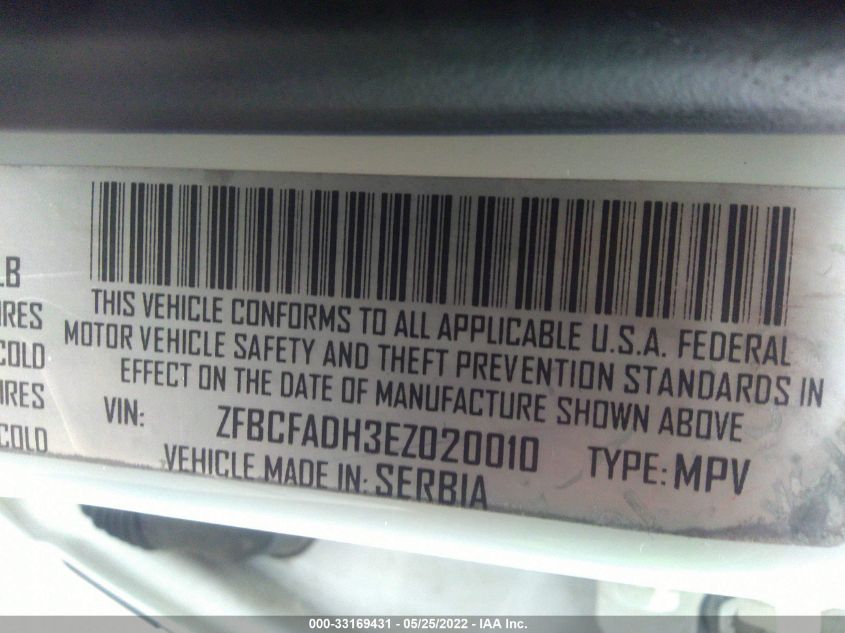 LB
IRES
COLD
IRES
COLD
THIS VEHICLE CONFORMS TO ALL APPLICABLE U.S.A. FEDERAL
MOTOR VEHICLE SAFETY AND THEFT PREVENTION STANDARDS IN
EFFECT ON THE DATE OF MANUFACTURE SHOWN ABOVE
VIN: ZFBCFADH3EZ020010 TYPE: MPV
VEHICLE MADE IN: SERBIA
000-33169431 - 05/25/2022 - IAA Inc.